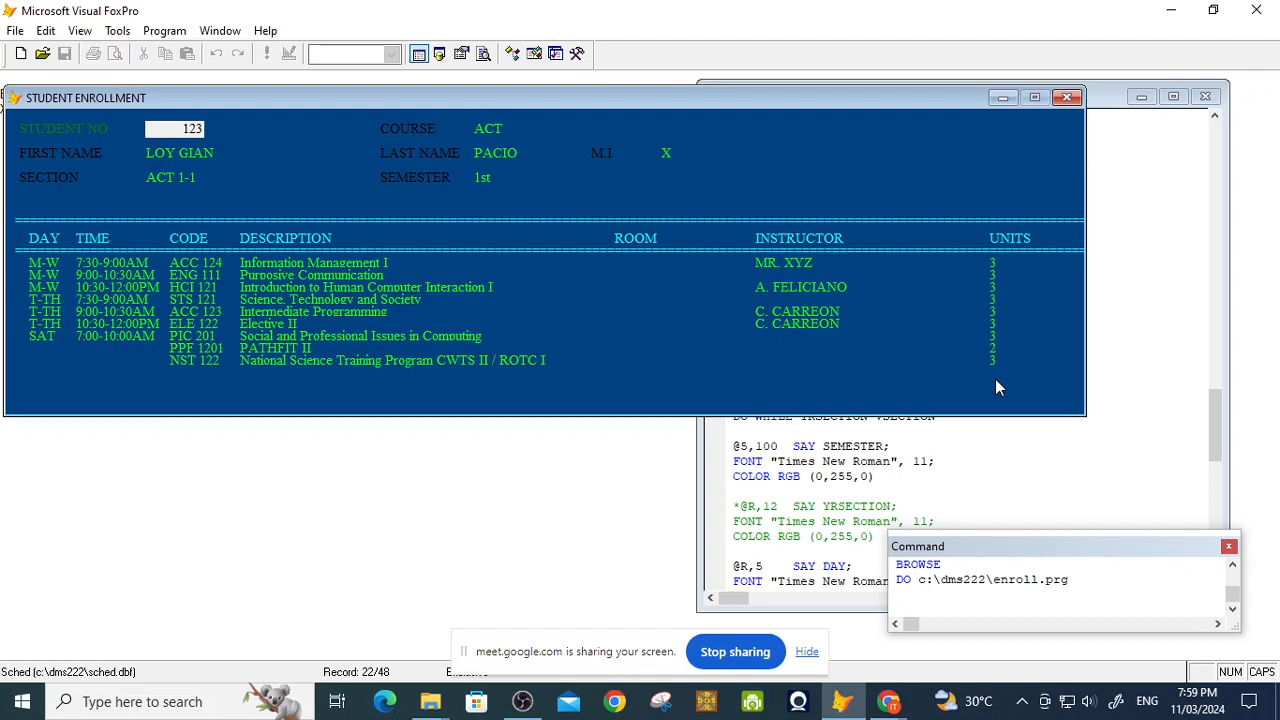 Microsoft Visual FoxPro
File Edit View Tools Program Window Help
STUDENT ENROLLMENT
STUDENT NO 123 COURSE ACT
FIRST NAME LOY GIAN LAST NAME PACIO M.I X
SECTION ACT 1-1 SEMESTER 1st
DAY TIME CODE DESCRIPTION ROOM INSTRUCTOR UNITS
M-W 7:30-9:00AM ACC 124 Information Management I MR. XYZ 3
M-W 9:00-10:30AM ENG 111 Purposive Communication 3
M-W 10:30-12:00PM HCI 121 Introduction to Human Computer Interaction I A. FELICIANO 3
T-TH 7:30-9:00AM STS 121 Science, Technology and Society 3
T-TH 9:00-10:30AM ACC 123 Intermediate Programming C. CARREON 3
T-TH 10:30-12:00PM ELE 122 Elective II C. CARREON 3
SAT 7:00-10:00AM PIC 201 Social and Professional Issues in Computing 3
PPF 1201 PATHFIT II 2
NST 122 National Science Training Program CWTS II / ROTC I 3
DO WHILE YRSECTION=VSECTION
@5,100 SAY SEMESTER;
FONT "Times New Roman", 11;
COLOR RGB (0,255,0)
*@R,12 SAY YRSECTION;
FONT "Times New Roman", 11;
COLOR RGB (0,255,0)
@R,5 SAY DAY;
FONT "Times New Roman"
Command
BROWSE
DO c:\dms222\enroll.prg
meet.google.com is sharing your screen. Stop sharing Hide
Sched (c:\dms222\sched.dbf) Record: 22/48 NUM CAPS
Type here to search 30°C ENG 7:59 PM
11/03/2024